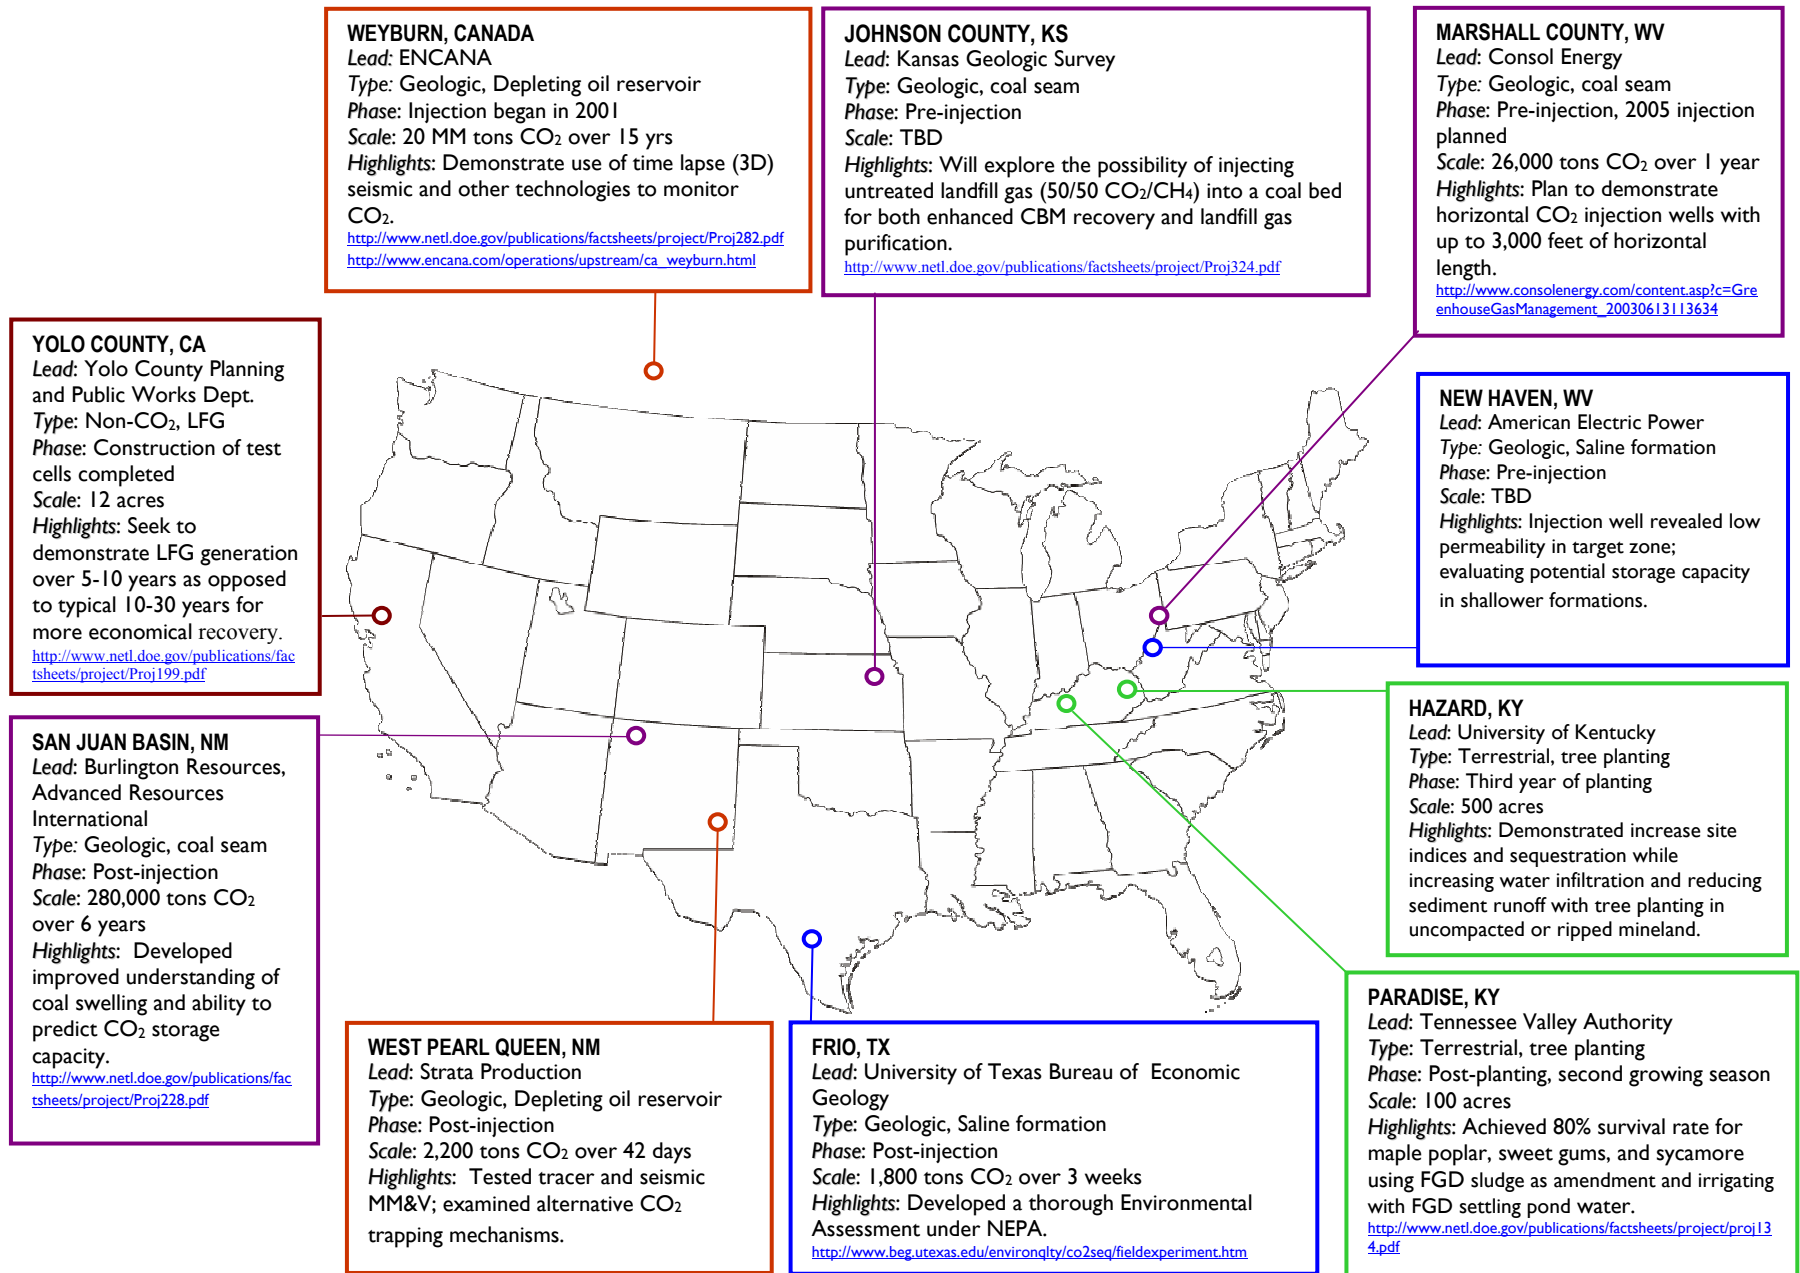 WEYBURN, CANADA
Lead: ENCANA
Type: Geologic, Depleting oil reservoir
Phase: Injection began in 2001
Scale: 20 MM tons CO₂ over 15 yrs
Highlights: Demonstrate use of time lapse (3D)
seismic and other technologies to monitor
CO₂.
http://www.netl.doe.gov/publications/factsheets/project/Proj282.pdf
http://www.encana.com/operations/upstream/ca_weyburn.html
JOHNSON COUNTY, KS
Lead: Kansas Geologic Survey
Type: Geologic, coal seam
Phase: Pre-injection
Scale: TBD
Highlights: Will explore the possibility of injecting
untreated landfill gas (50/50 CO₂/CH₄) into a coal bed
for both enhanced CBM recovery and landfill gas
purification.
http://www.netl.doe.gov/publications/factsheets/project/Proj324.pdf
MARSHALL COUNTY, WV
Lead: Consol Energy
Type: Geologic, coal seam
Phase: Pre-injection, 2005 injection
planned
Scale: 26,000 tons CO₂ over 1 year
Highlights: Plan to demonstrate
horizontal CO₂ injection wells with
up to 3,000 feet of horizontal
length.
http://www.consolenergy.com/content.asp?c=Gre
enhouseGasManagement_20030613113634
YOLO COUNTY, CA
Lead: Yolo County Planning
and Public Works Dept.
Type: Non-CO₂, LFG
Phase: Construction of test
cells completed
Scale: 12 acres
Highlights: Seek to
demonstrate LFG generation
over 5-10 years as opposed
to typical 10-30 years for
more economical recovery.
http://www.netl.doe.gov/publications/fac
tsheets/project/Proj199.pdf
NEW HAVEN, WV
Lead: American Electric Power
Type: Geologic, Saline formation
Phase: Pre-injection
Scale: TBD
Highlights: Injection well revealed low
permeability in target zone;
evaluating potential storage capacity
in shallower formations.
SAN JUAN BASIN, NM
Lead: Burlington Resources,
Advanced Resources
International
Type: Geologic, coal seam
Phase: Post-injection
Scale: 280,000 tons CO₂
over 6 years
Highlights: Developed
improved understanding of
coal swelling and ability to
predict CO₂ storage
capacity.
http://www.netl.doe.gov/publications/fac
tsheets/project/Proj228.pdf
HAZARD, KY
Lead: University of Kentucky
Type: Terrestrial, tree planting
Phase: Third year of planting
Scale: 500 acres
Highlights: Demonstrated increase site
indices and sequestration while
increasing water infiltration and reducing
sediment runoff with tree planting in
uncompacted or ripped mineland.
WEST PEARL QUEEN, NM
Lead: Strata Production
Type: Geologic, Depleting oil reservoir
Phase: Post-injection
Scale: 2,200 tons CO₂ over 42 days
Highlights: Tested tracer and seismic
MM&V; examined alternative CO₂
trapping mechanisms.
FRIO, TX
Lead: University of Texas Bureau of Economic
Geology
Type: Geologic, Saline formation
Phase: Post-injection
Scale: 1,800 tons CO₂ over 3 weeks
Highlights: Developed a thorough Environmental
Assessment under NEPA.
http://www.beg.utexas.edu/environqlty/co2seq/fieldexperiment.htm
PARADISE, KY
Lead: Tennessee Valley Authority
Type: Terrestrial, tree planting
Phase: Post-planting, second growing season
Scale: 100 acres
Highlights: Achieved 80% survival rate for
maple poplar, sweet gums, and sycamore
using FGD sludge as amendment and irrigating
with FGD settling pond water.
http://www.netl.doe.gov/publications/factsheets/project/proj13
4.pdf